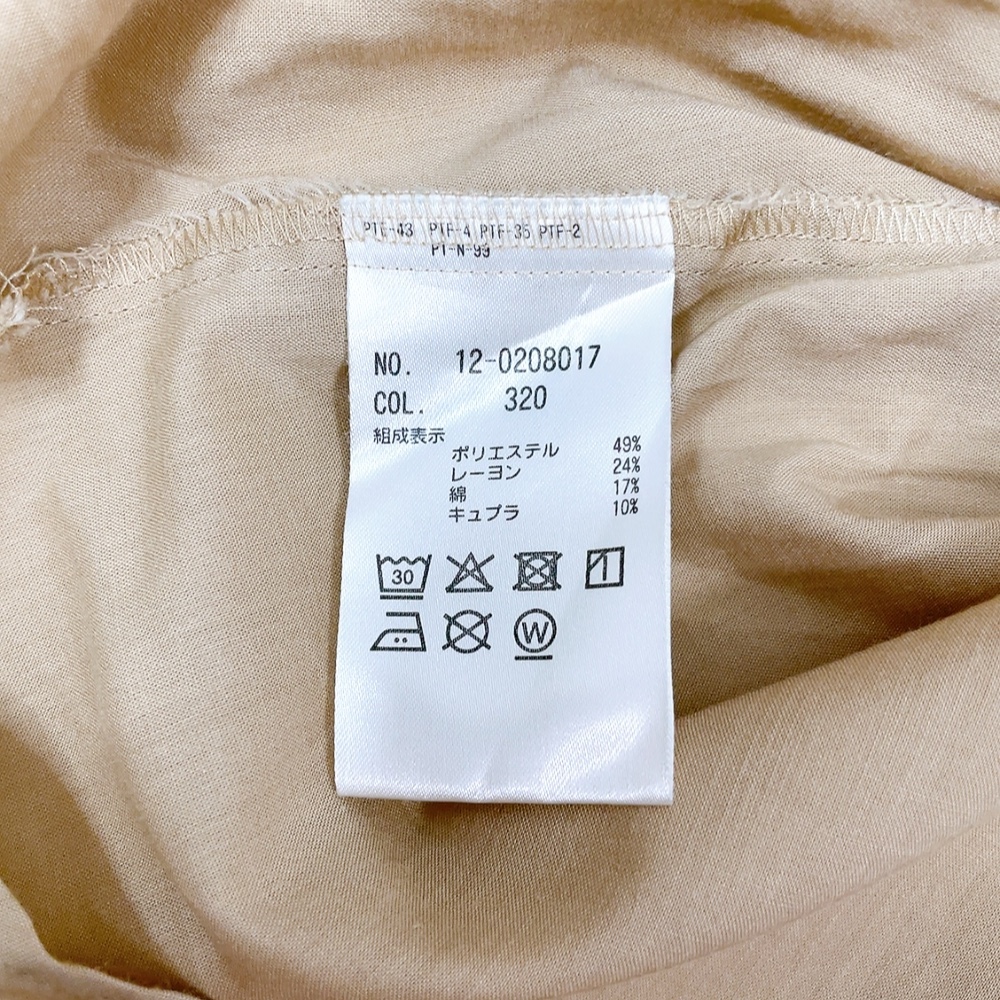 PTF-43 PTF-4 PTF-35 PTF-2
PT-N-99
NO. 12-0208017
COL. 320
組成表示
ポリエステル 49%
レーヨン 24%
綿 17%
キュプラ 10%
30
W